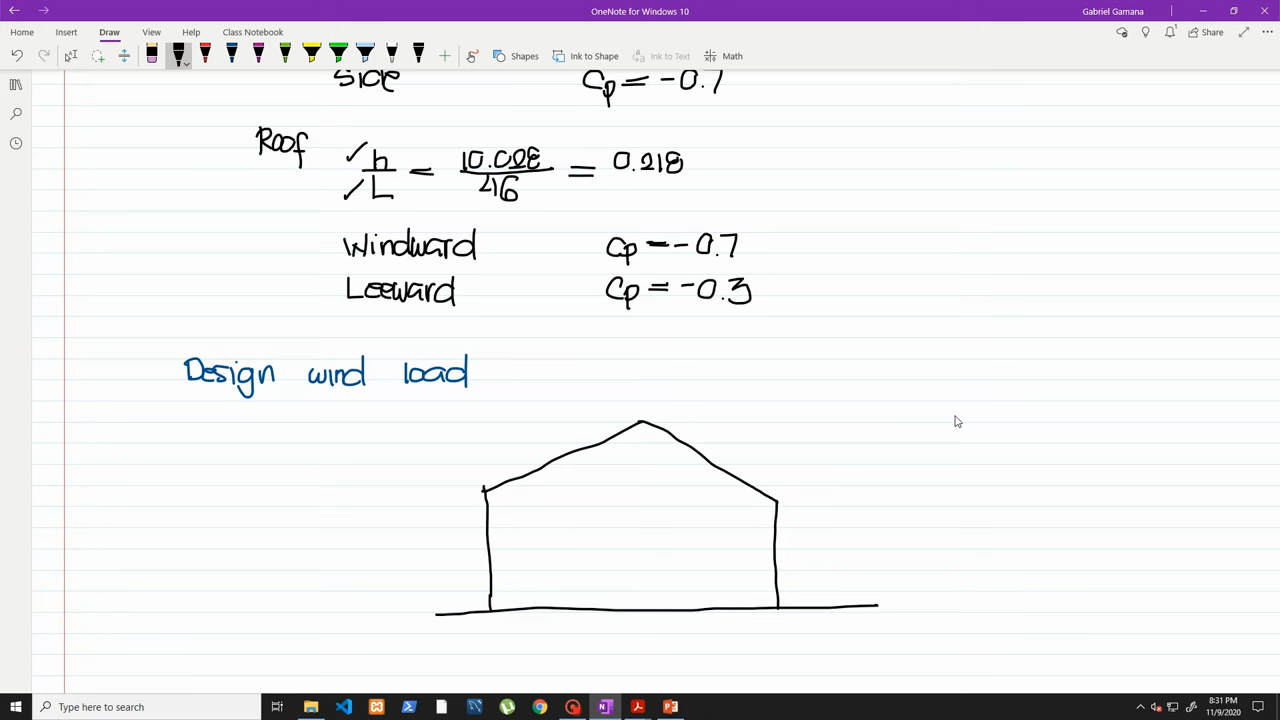 OneNote for Windows 10
Gabriel Gamana
Home Insert Draw View Help Class Notebook
Share
Shapes Ink to Shape Ink to Text Math
Side Cp = -0.7
Roof h/L = 10.028/46 = 0.218
Windward Cp = -0.7
Leeward Cp = -0.3
Design wind load
Type here to search
8:31 PM
11/9/2020